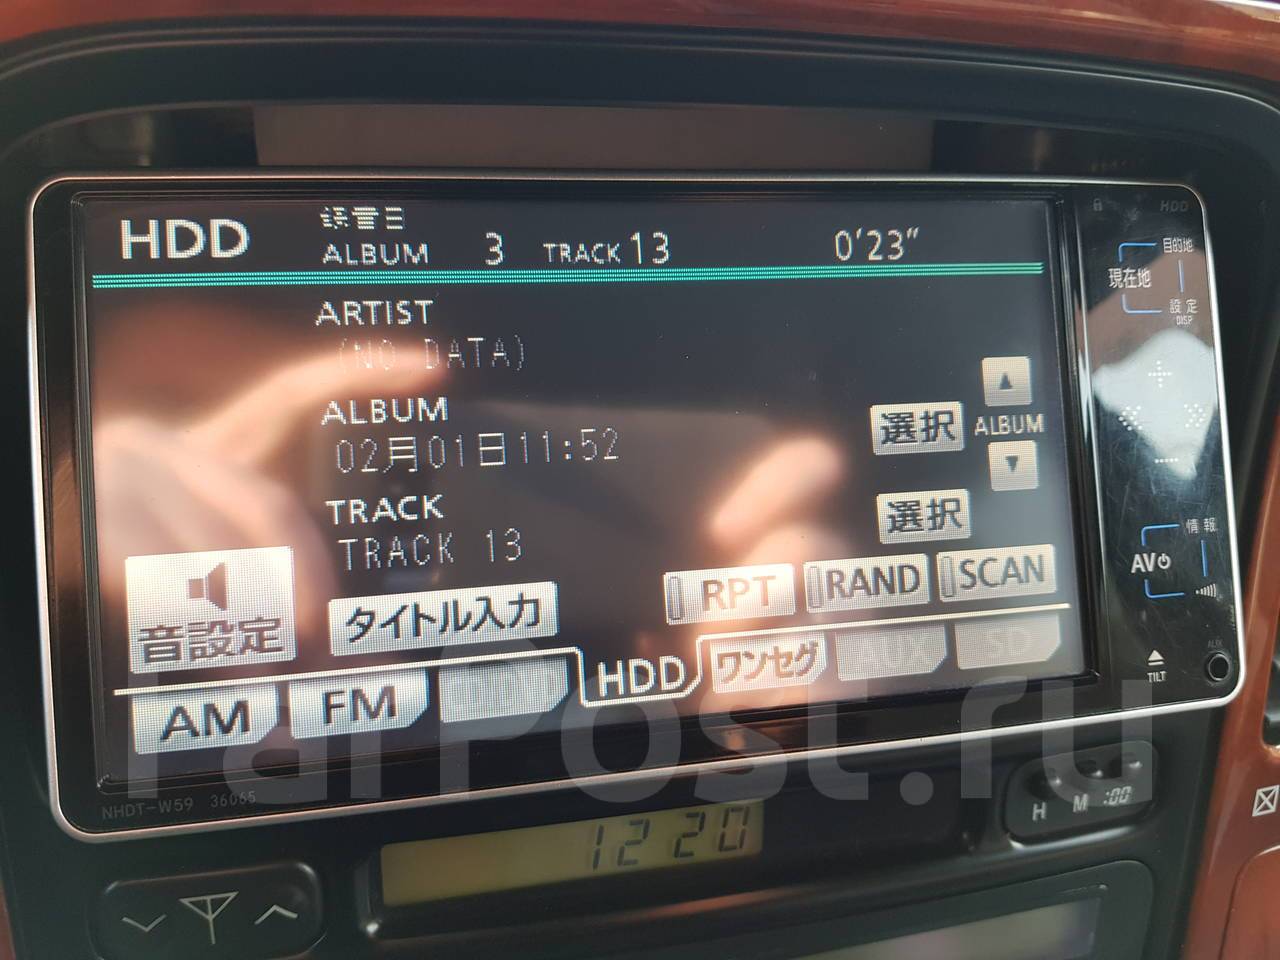 HDD
ALBUM 3 TRACK 13 0'23"
ARTIST
(NO DATA)
ALBUM
02月01日11:52
選択
ALBUM
TRACK
TRACK 13
選択
音設定
タイトル入力
RPT
RAND
SCAN
AM
FM
HDD
ワンセグ
AUX
SD
HDD
目的地
現在地
設定
DISP
情報
AV
TILT
AUX
NHDT-W59 36065
12 20
H M :00
FarPost.ru